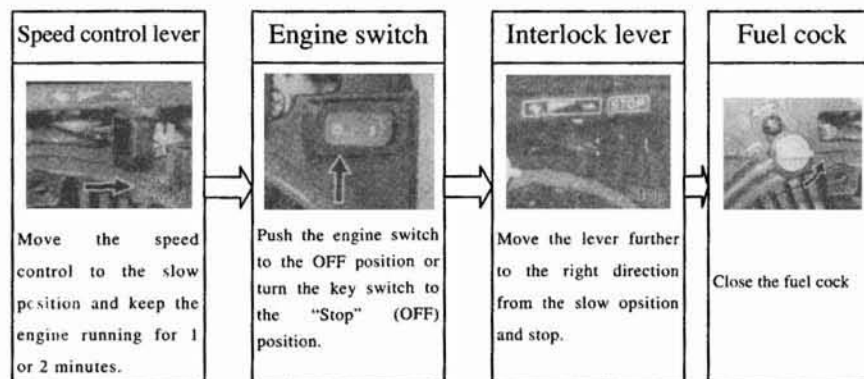 Speed control lever
Move the speed
control to the slow
position and keep the
engine running for 1
or 2 minutes.
Engine switch
Push the engine switch
to the OFF position or
turn the key switch to
the “Stop” (OFF)
position.
Interlock lever
STOP
Move the lever further
to the right direction
from the slow opsition
and stop.
Fuel cock
Close the fuel cock